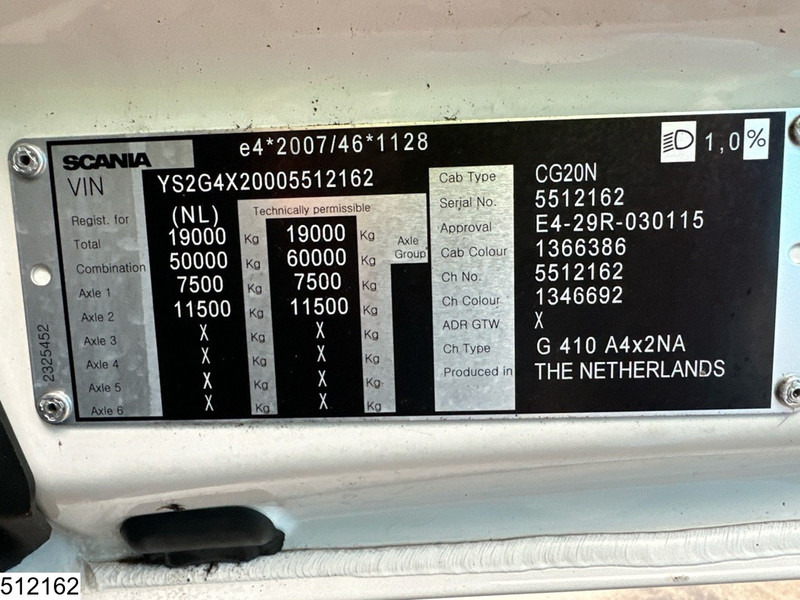 e4*2007/46*1128
1,0%
SCANIA
VIN YS2G4X20005512162
Regist. for (NL) Technically permissible
Total 19000 Kg 19000 Kg Axle Group
Combination 50000 Kg 60000 Kg
Axle 1 7500 Kg 7500 Kg
Axle 2 11500 Kg 11500 Kg
Axle 3 X Kg X Kg
Axle 4 X Kg X Kg
Axle 5 X Kg X Kg
Axle 6 X Kg X Kg
Cab Type CG20N
Serial No. 5512162
Approval E4-29R-030115
Cab Colour 1366386
Ch No. 5512162
Ch Colour 1346692
ADR GTW X
Ch Type G 410 A4x2NA
Produced in THE NETHERLANDS
2325452
512162